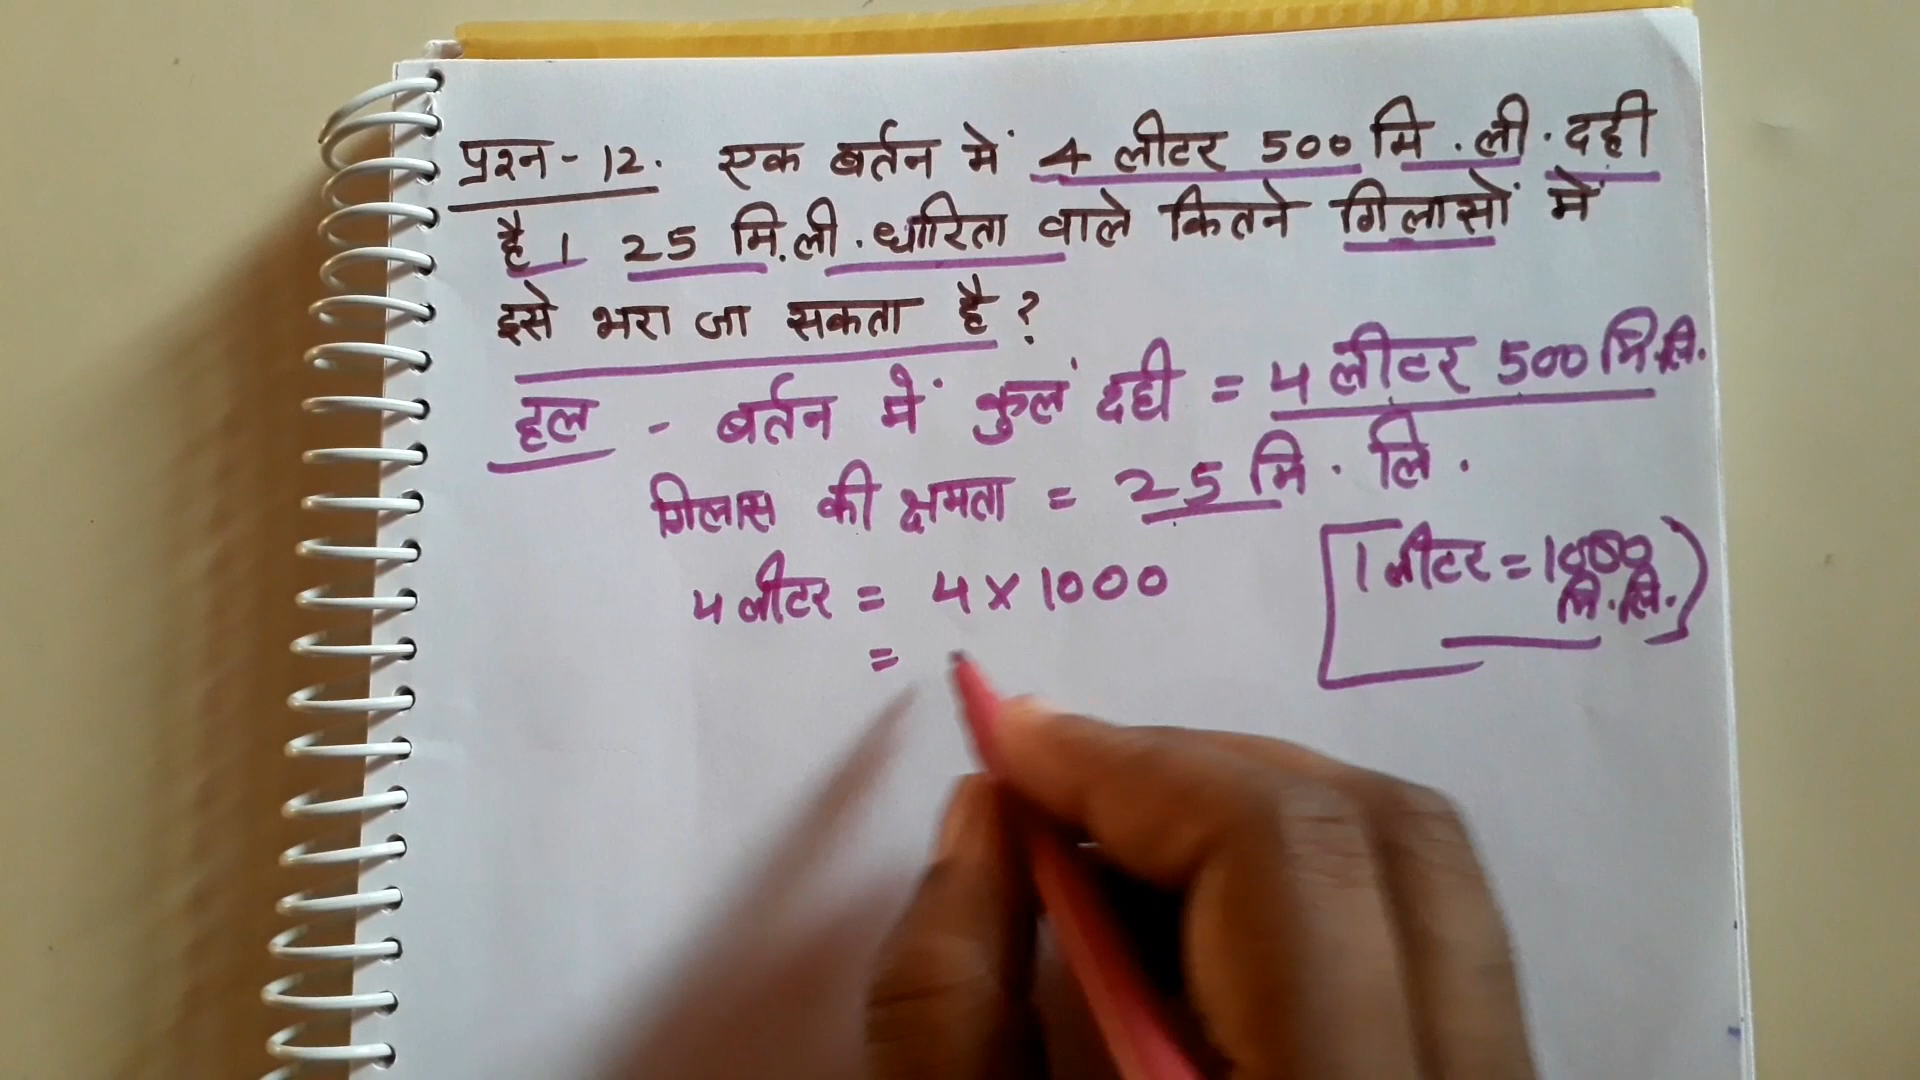 प्रश्न - 12. एक बर्तन में 4 लीटर 500 मि.ली. दही
है। 25 मि.ली. धारिता वाले कितने गिलासों में
इसे भरा जा सकता है?
हल - बर्तन में कुल दही = 4 लीटर 500 मि.लि.
गिलास की क्षमता = 25 मि. लि.
4 लीटर = 4 × 1000
[1 लीटर = 1000
मि.लि.)
=